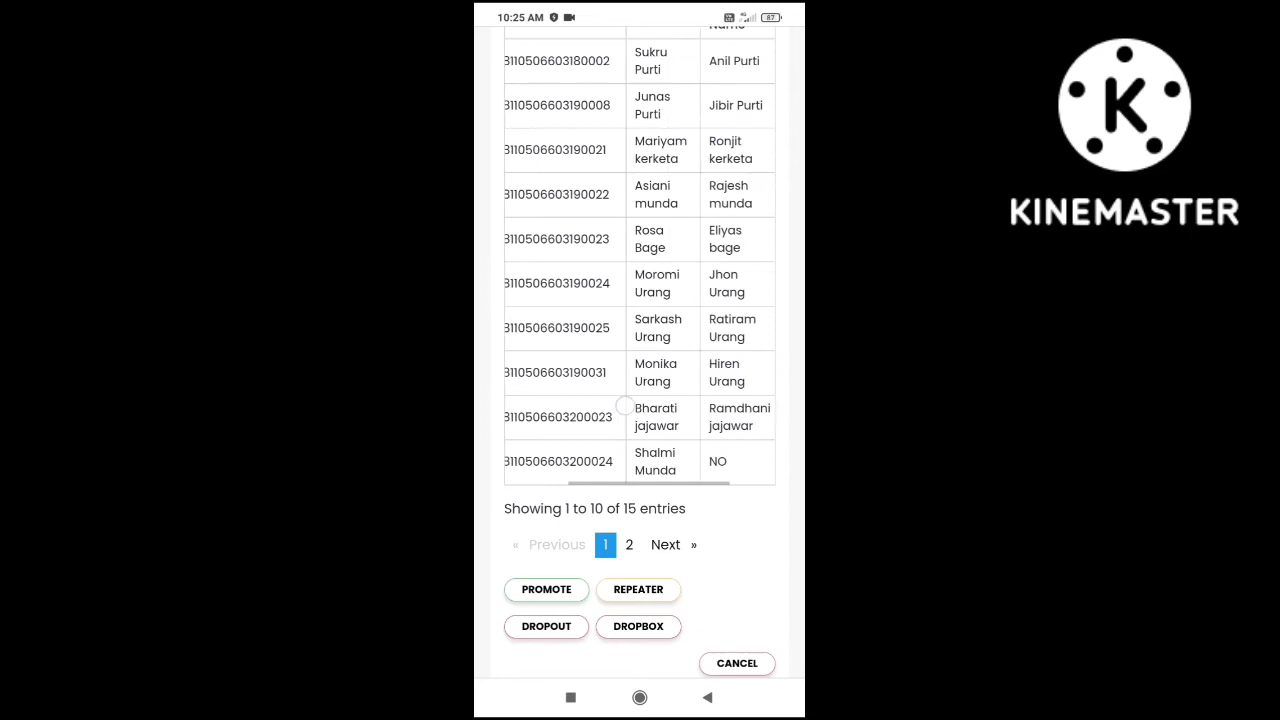 10:25 AM
4G
87
3110506603180002 Sukru Purti Anil Purti
3110506603190008 Junas Purti Jibir Purti
3110506603190021 Mariyam kerketa Ronjit kerketa
3110506603190022 Asiani munda Rajesh munda
3110506603190023 Rosa Bage Eliyas bage
3110506603190024 Moromi Urang Jhon Urang
3110506603190025 Sarkash Urang Ratiram Urang
3110506603190031 Monika Urang Hiren Urang
3110506603200023 Bharati jajawar Ramdhani jajawar
3110506603200024 Shalmi Munda NO
Showing 1 to 10 of 15 entries
« Previous 1 2 Next »
PROMOTE REPEATER
DROPOUT DROPBOX
CANCEL
K
KINEMASTER